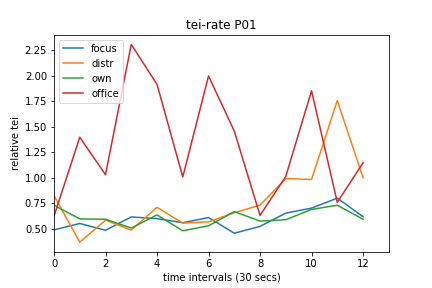 tei-rate P01
focus
distr
own
office
relative tei
2.25
2.00
1.75
1.50
1.25
1.00
0.75
0.50
0 2 4 6 8 10 12
time intervals (30 secs)